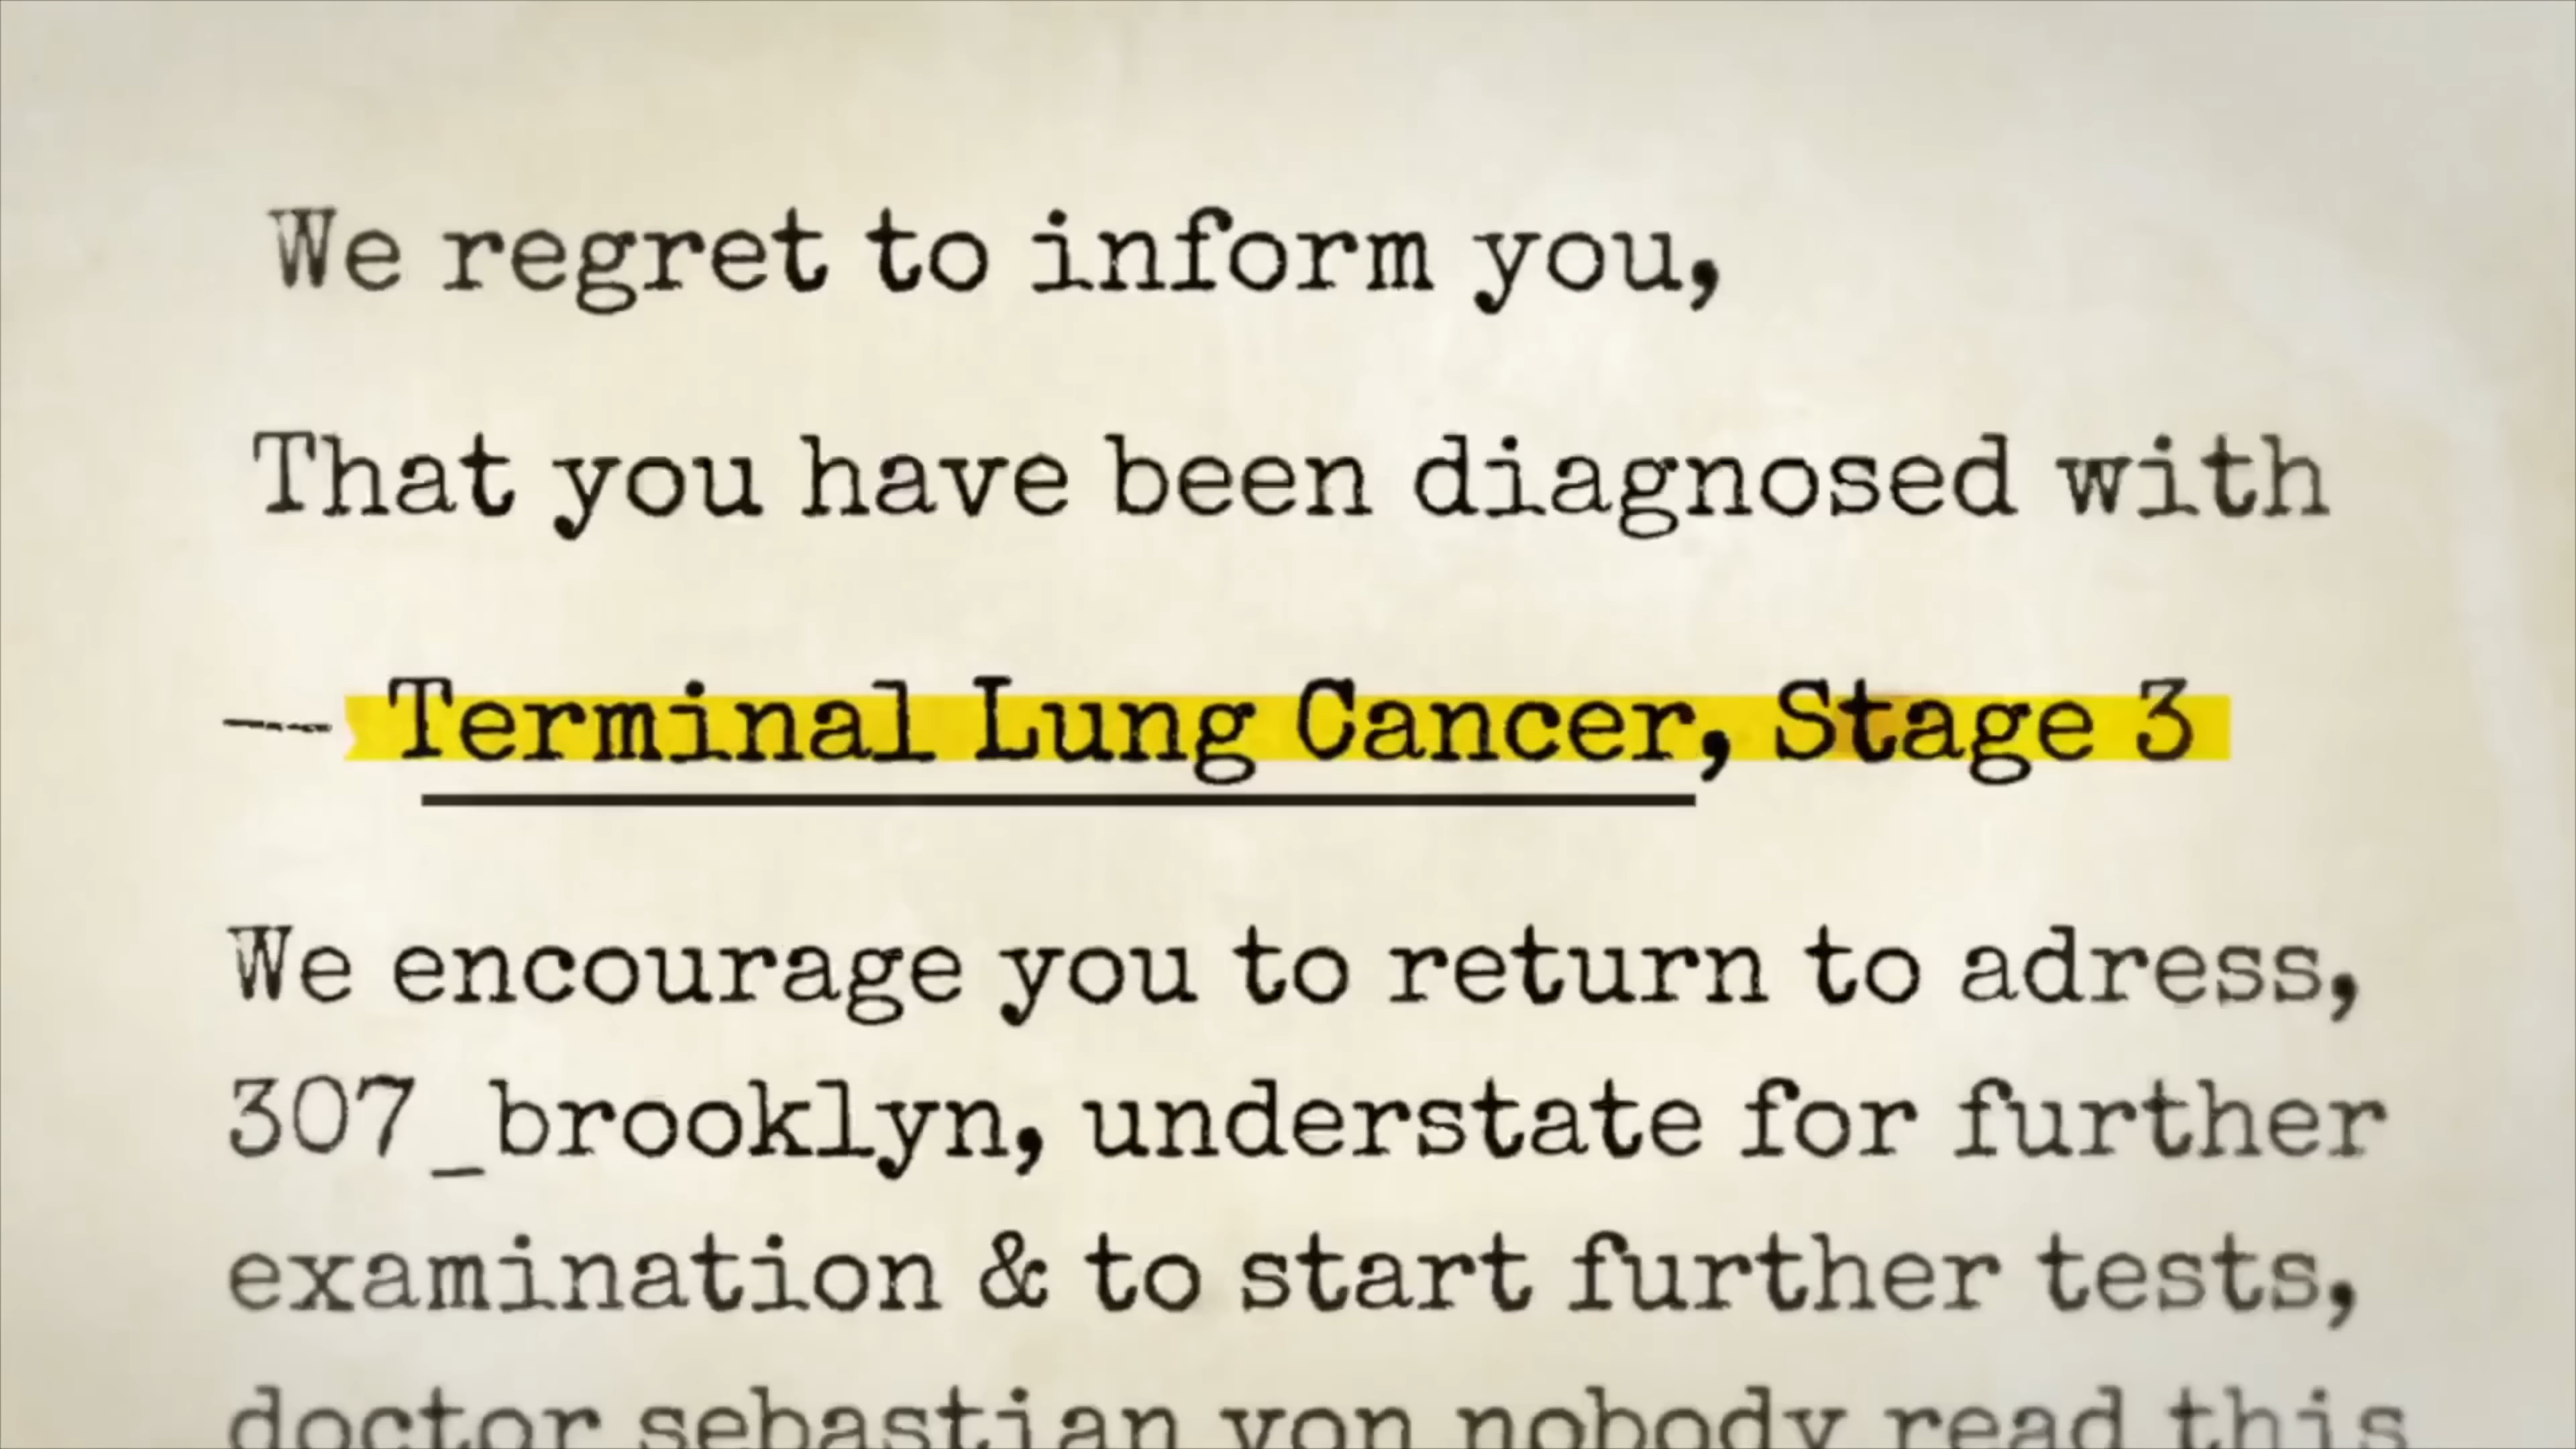 We regret to inform you,
That you have been diagnosed with
Terminal Lung Cancer, Stage 3
We encourage you to return to adress,
307_brooklyn, understate for further
examination & to start further tests,
doctor sebastian von nobody read this